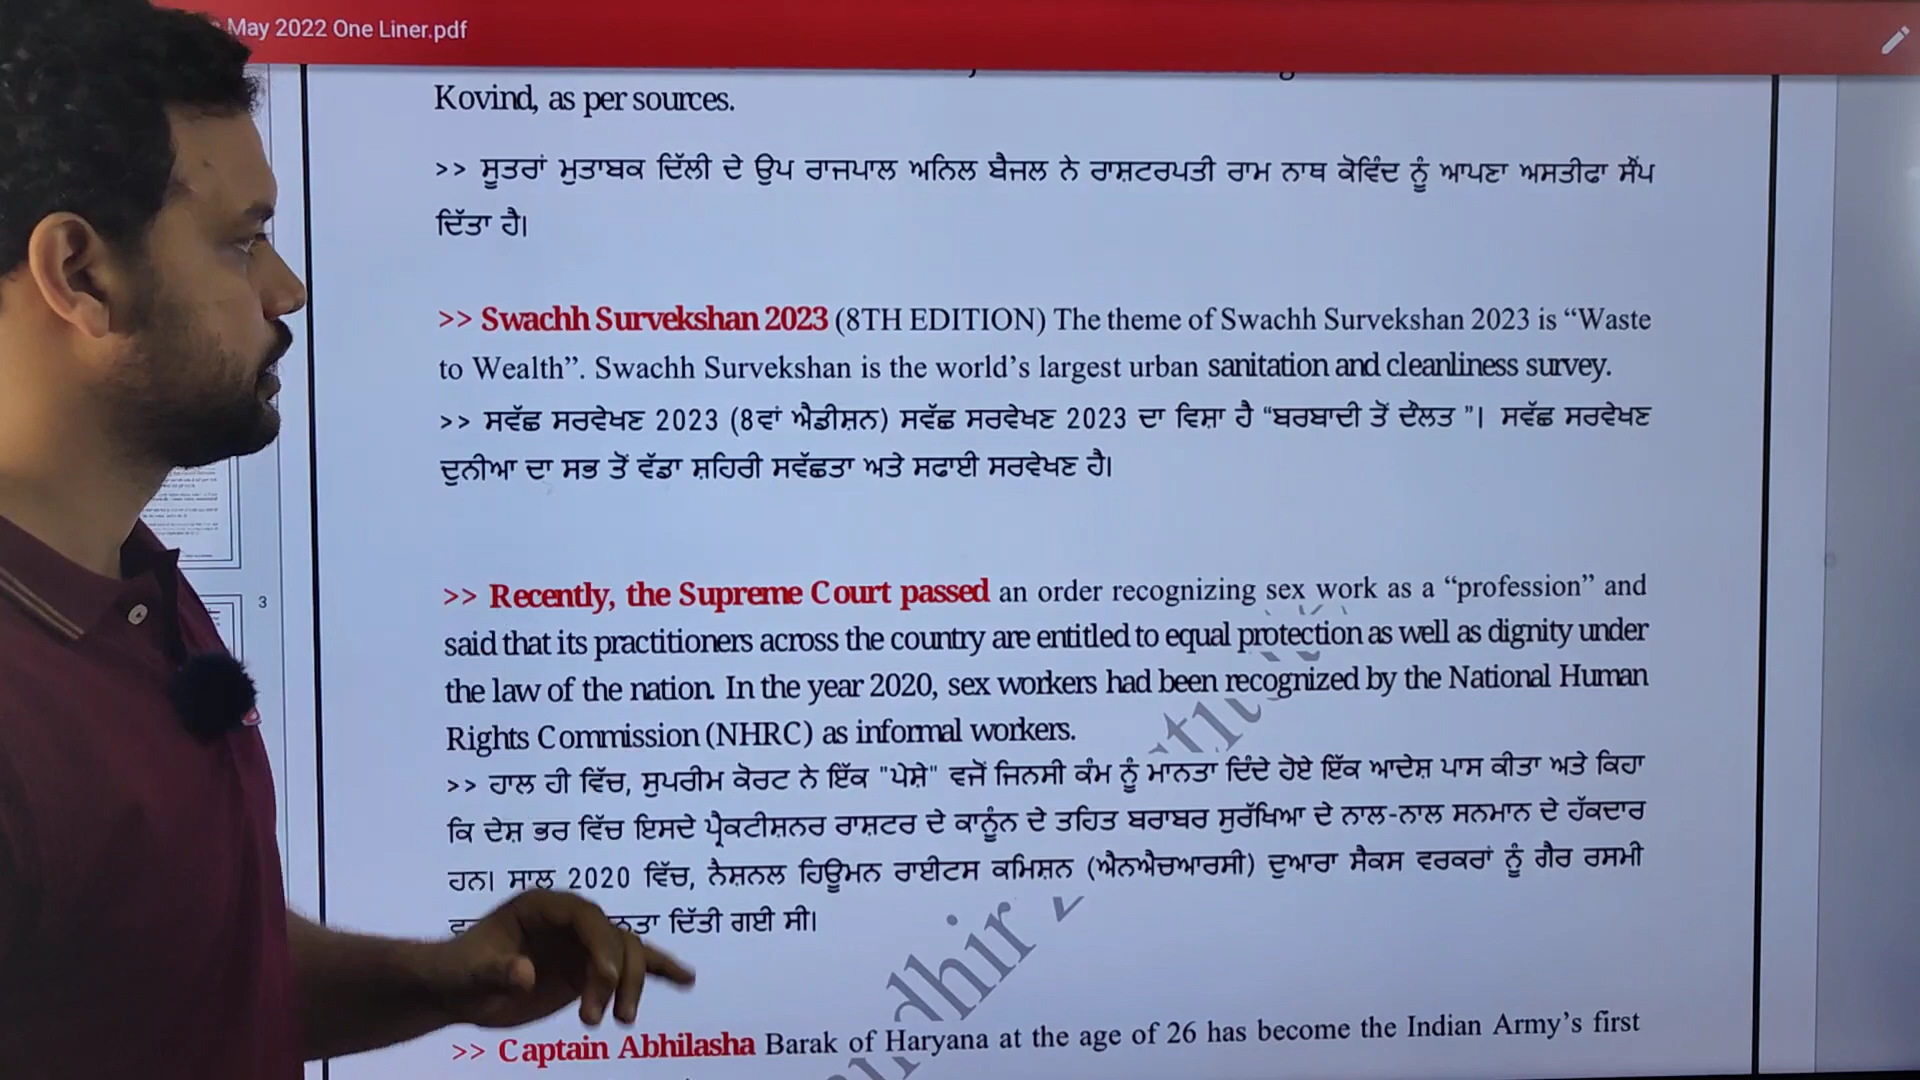 May 2022 One Liner.pdf
Kovind, as per sources.
>> ਸੂਤਰਾਂ ਮੁਤਾਬਕ ਦਿੱਲੀ ਦੇ ਉਪ ਰਾਜਪਾਲ ਅਨਿਲ ਬੈਜਲ ਨੇ ਰਾਸ਼ਟਰਪਤੀ ਰਾਮ ਨਾਥ ਕੋਵਿੰਦ ਨੂੰ ਆਪਣਾ ਅਸਤੀਫਾ ਸੌਂਪ
ਦਿੱਤਾ ਹੈ।
>> Swachh Survekshan 2023 (8TH EDITION) The theme of Swachh Survekshan 2023 is “Waste
to Wealth”. Swachh Survekshan is the world’s largest urban sanitation and cleanliness survey.
>> ਸਵੱਛ ਸਰਵੇਖਣ 2023 (8ਵਾਂ ਐਡੀਸ਼ਨ) ਸਵੱਛ ਸਰਵੇਖਣ 2023 ਦਾ ਵਿਸ਼ਾ ਹੈ “ਬਰਬਾਦੀ ਤੋਂ ਦੌਲਤ ”। ਸਵੱਛ ਸਰਵੇਖਣ
ਦੁਨੀਆ ਦਾ ਸਭ ਤੋਂ ਵੱਡਾ ਸ਼ਹਿਰੀ ਸਵੱਛਤਾ ਅਤੇ ਸਫਾਈ ਸਰਵੇਖਣ ਹੈ।
3
>> Recently, the Supreme Court passed an order recognizing sex work as a “profession” and
said that its practitioners across the country are entitled to equal protection as well as dignity under
the law of the nation. In the year 2020, sex workers had been recognized by the National Human
Rights Commission (NHRC) as informal workers.
>> ਹਾਲ ਹੀ ਵਿੱਚ, ਸੁਪਰੀਮ ਕੋਰਟ ਨੇ ਇੱਕ "ਪੇਸ਼ੇ" ਵਜੋਂ ਜਿਨਸੀ ਕੰਮ ਨੂੰ ਮਾਨਤਾ ਦਿੰਦੇ ਹੋਏ ਇੱਕ ਆਦੇਸ਼ ਪਾਸ ਕੀਤਾ ਅਤੇ ਕਿਹਾ
ਕਿ ਦੇਸ਼ ਭਰ ਵਿੱਚ ਇਸਦੇ ਪ੍ਰੈਕਟੀਸ਼ਨਰ ਰਾਸ਼ਟਰ ਦੇ ਕਾਨੂੰਨ ਦੇ ਤਹਿਤ ਬਰਾਬਰ ਸੁਰੱਖਿਆ ਦੇ ਨਾਲ-ਨਾਲ ਸਨਮਾਨ ਦੇ ਹੱਕਦਾਰ
ਹਨ। ਸਾਲ 2020 ਵਿੱਚ, ਨੈਸ਼ਨਲ ਹਿਊਮਨ ਰਾਈਟਸ ਕਮਿਸ਼ਨ (ਐਨਐਚਆਰਸੀ) ਦੁਆਰਾ ਸੈਕਸ ਵਰਕਰਾਂ ਨੂੰ ਗੈਰ ਰਸਮੀ
ਦਿੱਤੀ ਗਈ ਸੀ।
>> Captain Abhilasha Barak of Haryana at the age of 26 has become the Indian Army’s first